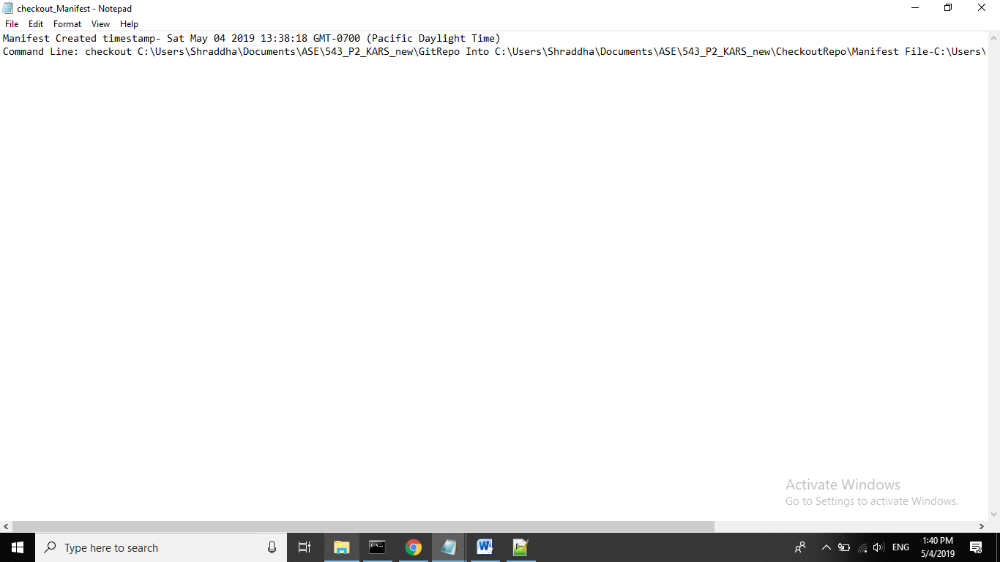 checkout_Manifest - Notepad
File Edit Format View Help
Manifest Created timestamp- Sat May 04 2019 13:38:18 GMT-0700 (Pacific Daylight Time)
Command Line: checkout C:\Users\Shraddha\Documents\ASE\543_P2_KARS_new\GitRepo Into C:\Users\Shraddha\Documents\ASE\543_P2_KARS_new\CheckoutRepo\Manifest File-C:\Users\
Activate Windows
Go to Settings to activate Windows.
Type here to search
ENG
1:40 PM
5/4/2019